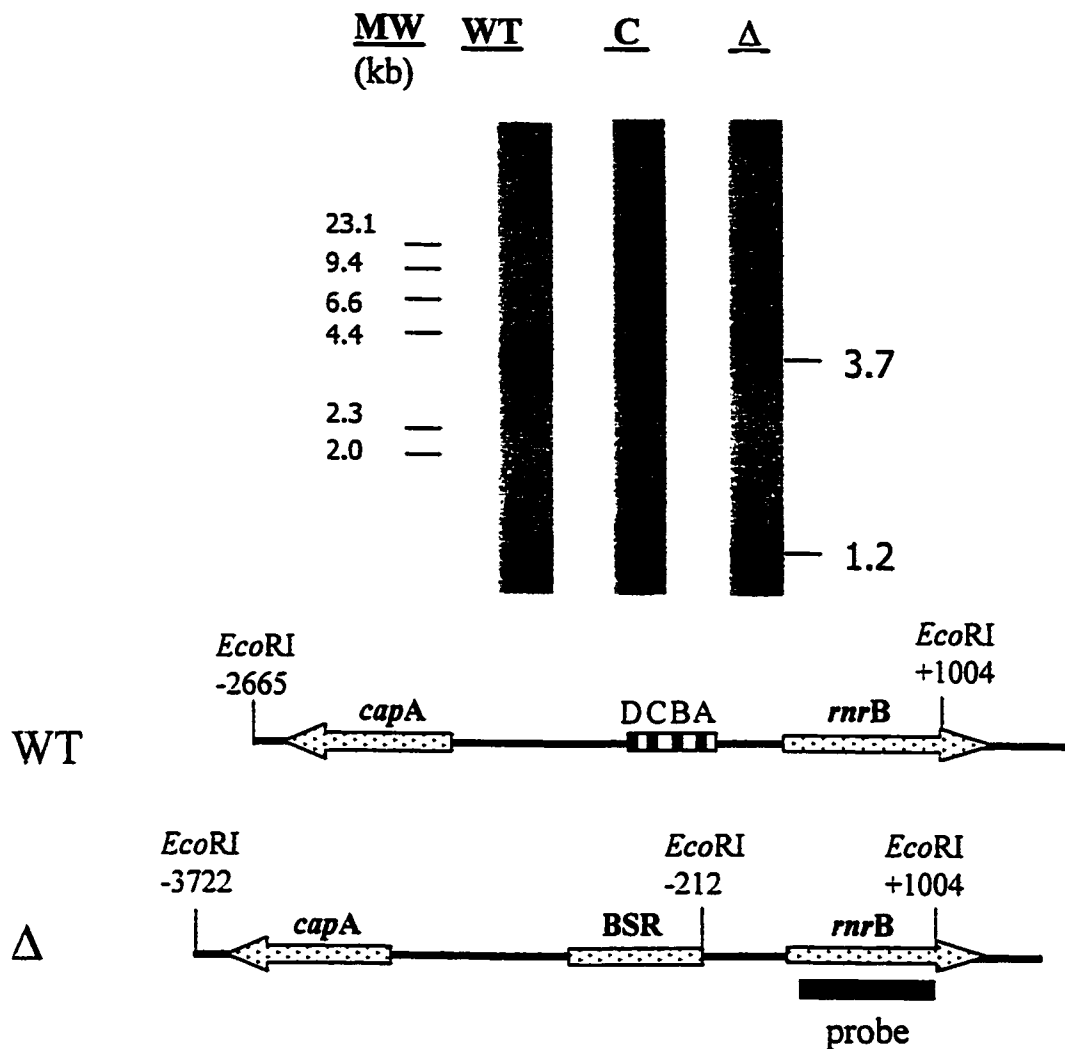 MW WT C Δ
(kb)
23.1
9.4
6.6
4.4
3.7
2.3
2.0
1.2
EcoRI
-2665
EcoRI
+1004
capA
DCBA
rnrB
WT
EcoRI
-3722
EcoRI
-212
EcoRI
+1004
capA
BSR
rnrB
Δ
probe